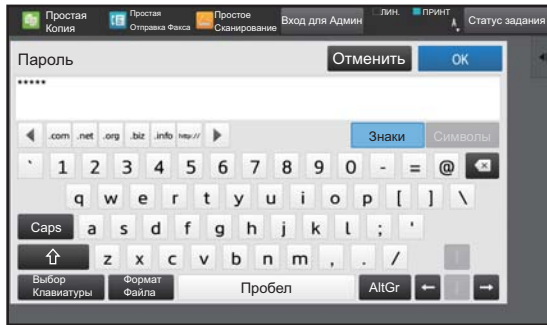 Простая Копия
Простая Отправка Факса
Простое Сканирование
Вход для Админ
ЛИН.
ПРИНТ
Статус задания
Пароль
Отменить
OK
*****
.com .net .org .biz .info http://
Знаки
Символы
` 1 2 3 4 5 6 7 8 9 0 - = @
q w e r t y u i o p [ ] \
Caps a s d f g h j k l ; '
z x c v b n m , . /
Выбор Клавиатуры
Формат Файла
Пробел
AltGr